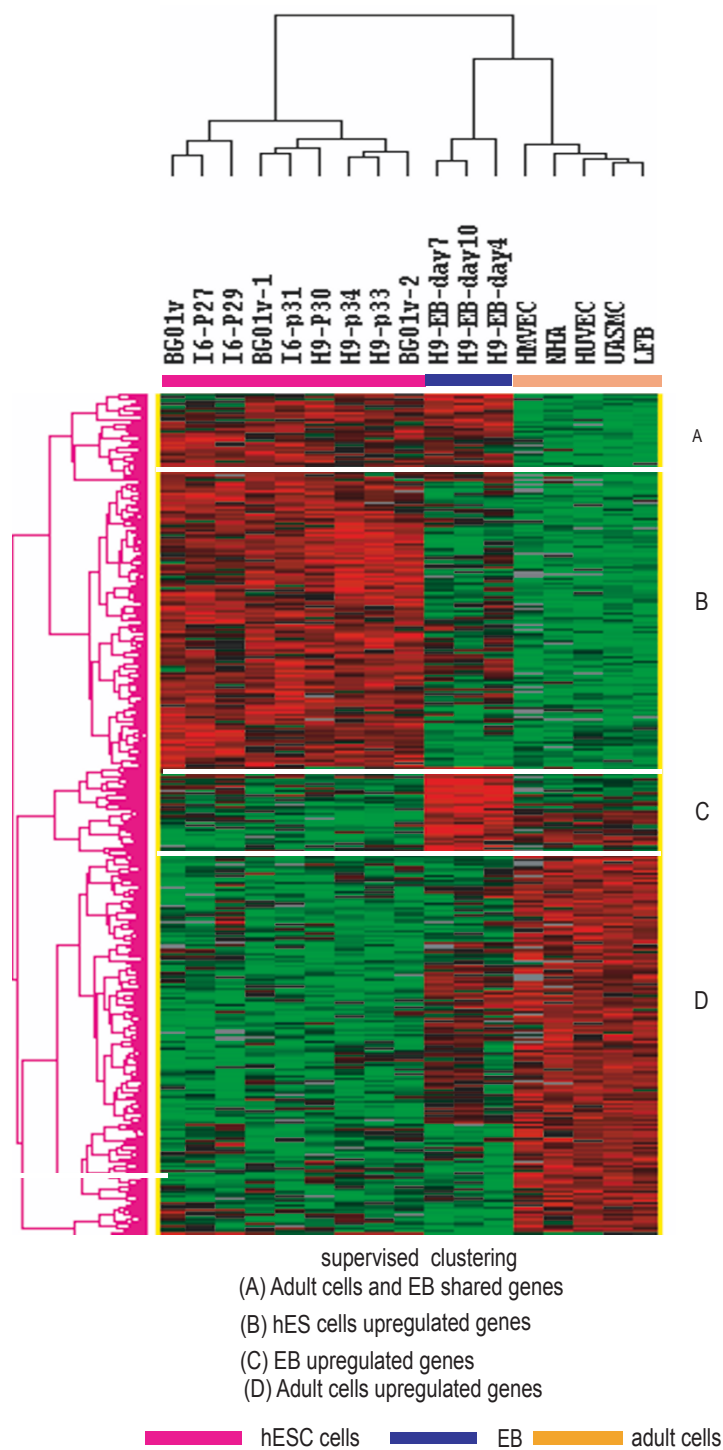 BG01v
I6-P27
I6-P29
BG01v-1
I6-p31
H9-P30
H9-p34
H9-p33
BG01v-2
H9-EB-day7
H9-EB-day10
H9-EB-day4
HMVEC
NHA
HUVEC
UASMC
LFB
A
B
C
D
supervised clustering
(A) Adult cells and EB shared genes
(B) hES cells upregulated genes
(C) EB upregulated genes
(D) Adult cells upregulated genes
hESC cells EB adult cells